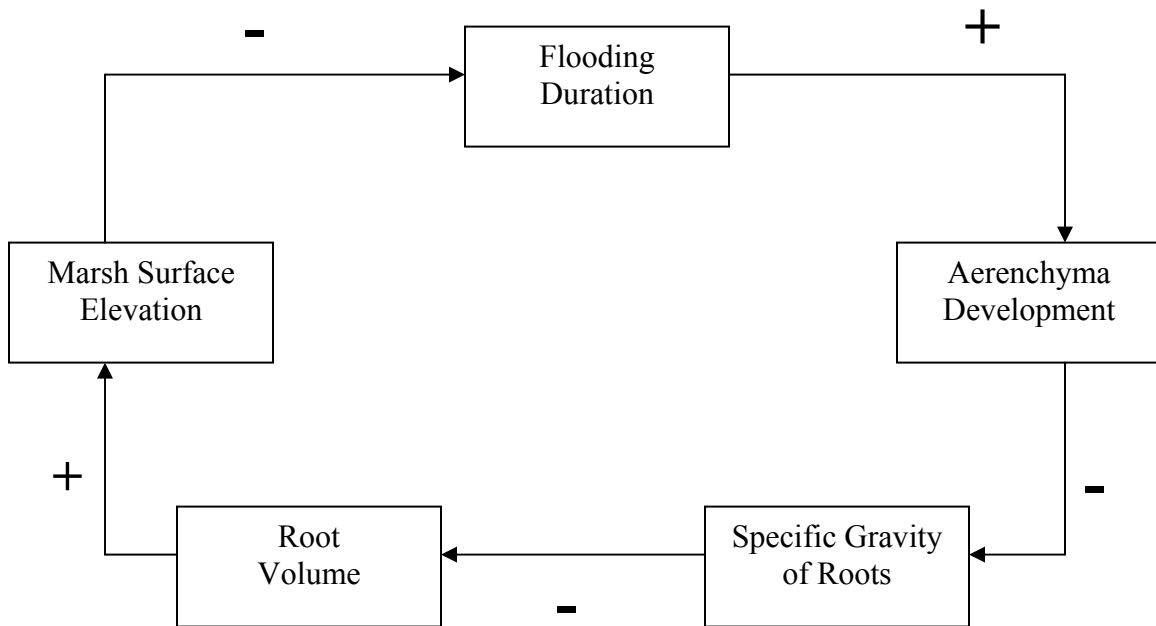 -
+
Flooding
Duration
Marsh Surface
Elevation
Aerenchyma
Development
+
-
Root
Volume
Specific Gravity
of Roots
-